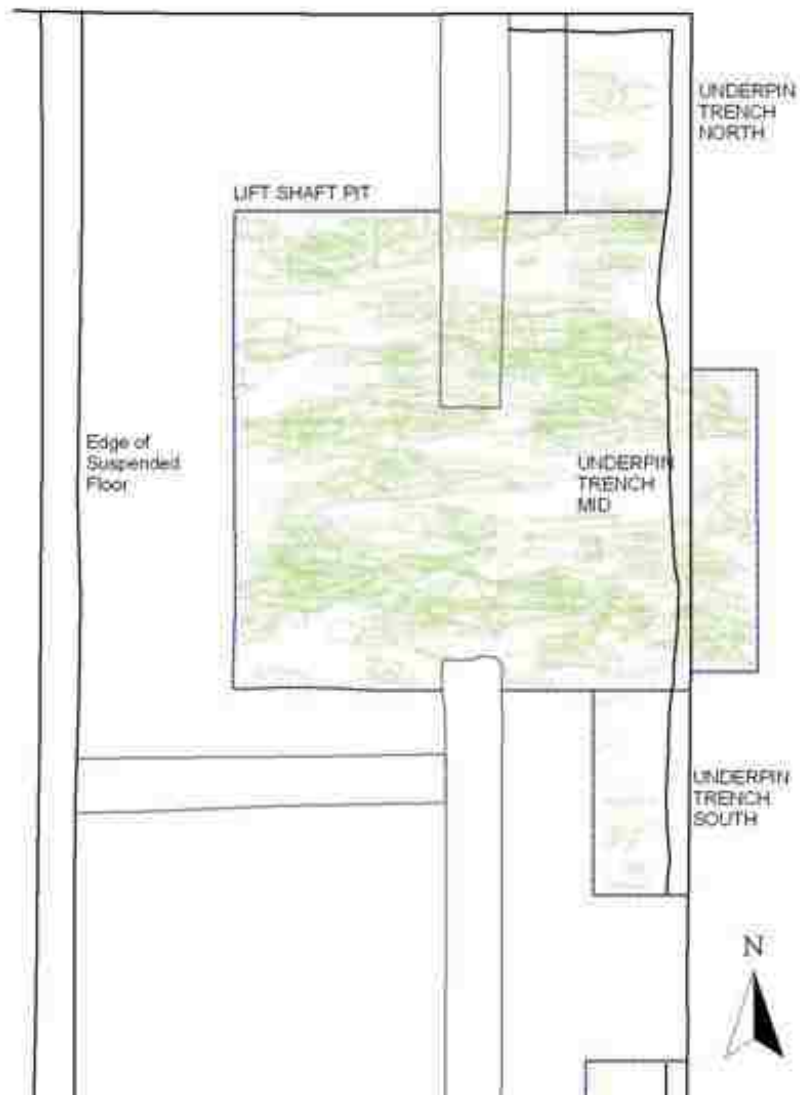 UNDERPIN
TRENCH
NORTH
LIFT SHAFT PIT
Edge of
Suspended
Floor
UNDERPIN
TRENCH
MID
UNDERPIN
TRENCH
SOUTH
N